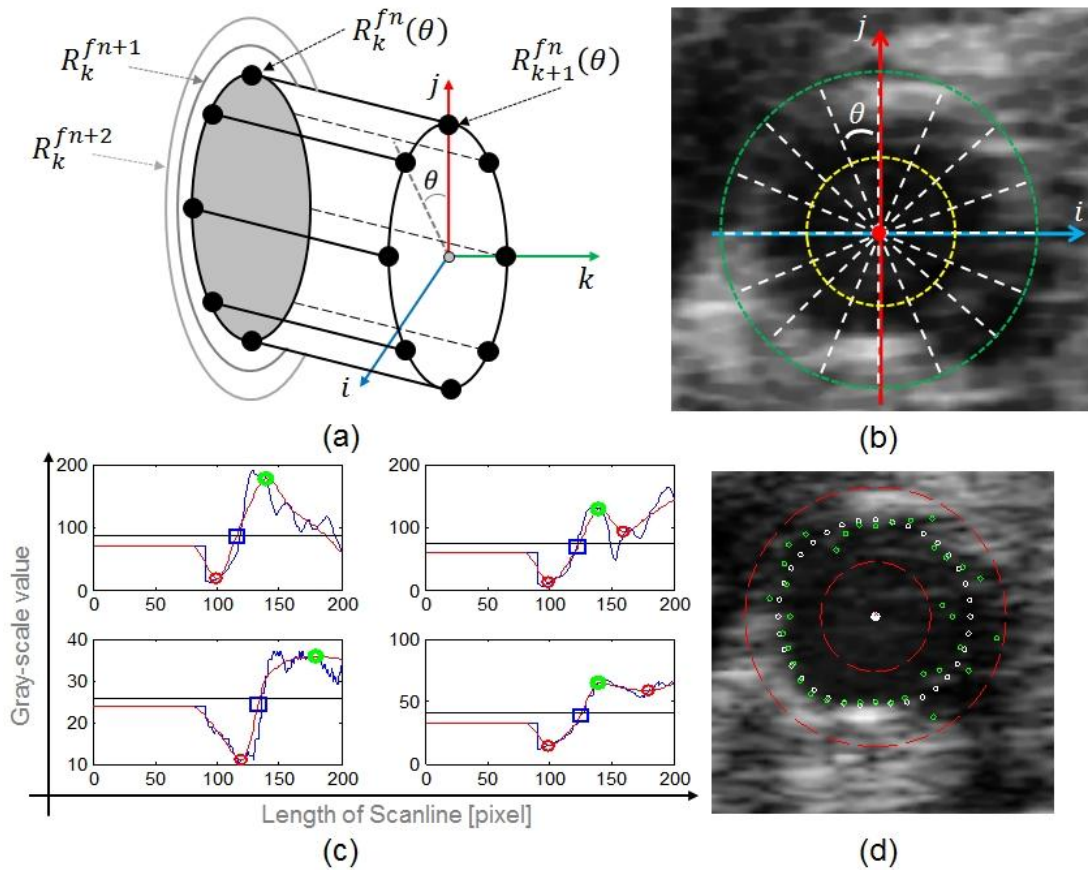 R_k^{fn}(θ)
R_k^{fn+1}
R_{k+1}^{fn}(θ)
R_k^{fn+2}
j
θ
k
i
(a)
j
θ
i
(b)
Gray-scale value
200
100
0
0 50 100 150 200
200
100
0
0 50 100 150 200
40
30
20
10
0 50 100 150 200
100
50
0
0 50 100 150 200
Length of Scanline [pixel]
(c)
(d)